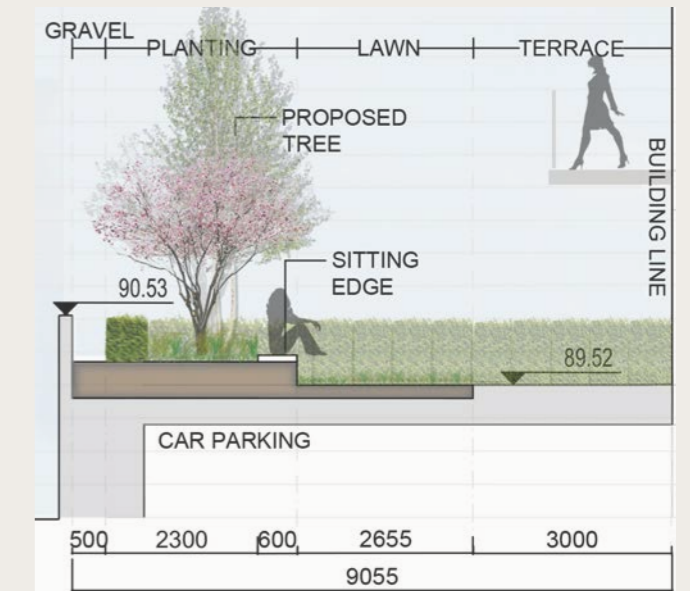 GRAVEL
PLANTING
LAWN
TERRACE
PROPOSED
TREE
BUILDING LINE
SITTING
EDGE
90.53
89.52
CAR PARKING
500
2300
600
2655
3000
9055